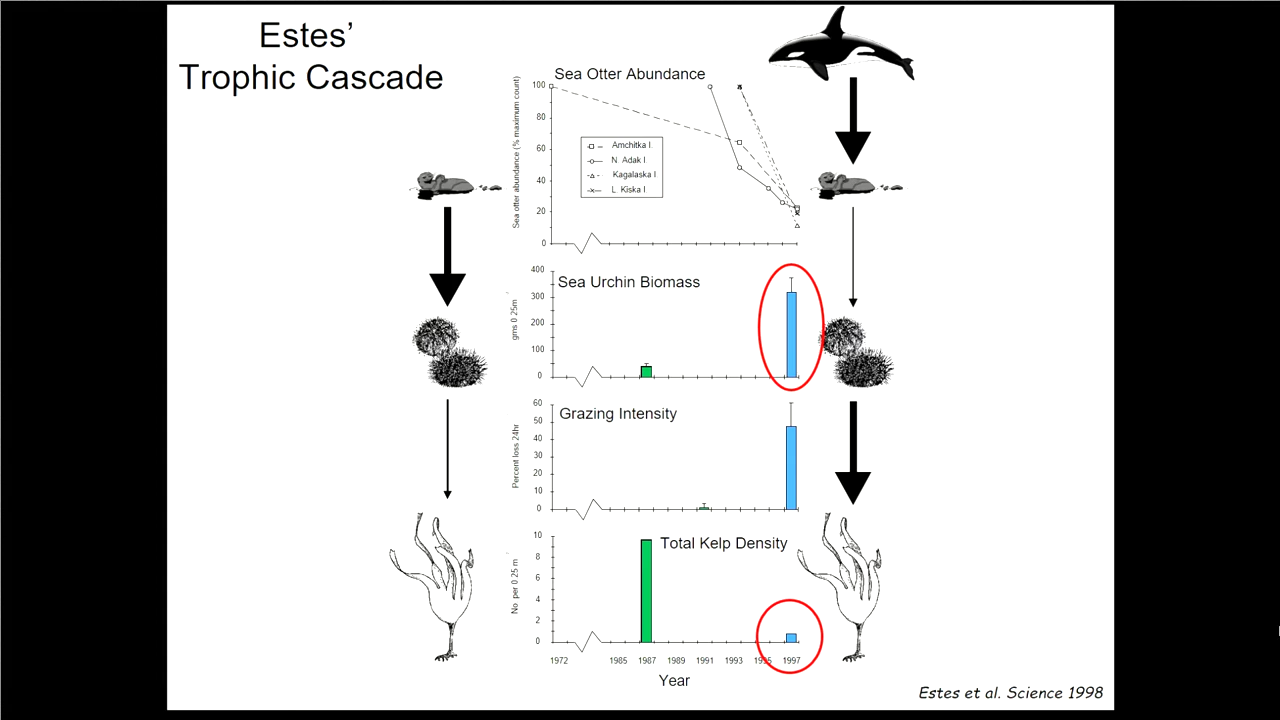 Estes’
Trophic Cascade
Sea Otter Abundance
Sea otter abundance (% maximum count)
100
80
60
40
20
0
Amchitka I.
N. Adak I.
Kagalaska I
L. Kiska I.
Sea Urchin Biomass
gms 0.25m
400
300
200
100
0
Grazing Intensity
Percent loss 24hr
60
50
40
30
20
10
0
Total Kelp Density
No. per 0.25 m
10
8
6
4
2
0
1972 1985 1987 1989 1991 1993 1995 1997
Year
Estes et al. Science 1998